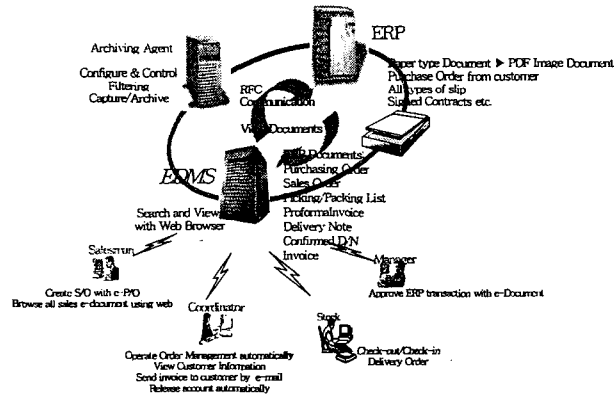 ERP
Archiving Agent
Configure & Control
Filtering
Capture/Archive
Paper type Document ▶ PDF Image Document
Purchase Order from customer
All types of slip
Signed Contracts etc.
RFC
Communication
View Documents
EDMS
ERP Documents
Purchasing Order
Sales Order
Picking/Packing List
ProformaInvoice
Delivery Note
Confirmed D/N
Invoice
Search and View
with Web Browser
Salesman
Create S/O with e-P/O
Browse all sales e-document using web
Coordinator
Operate Order Management automatically
View Customer Information
Send invoice to customer by e-mail
Release account automatically
Stock
Check-out/Check-in
Delivery Order
Manager
Approve ERP transaction with e-Document